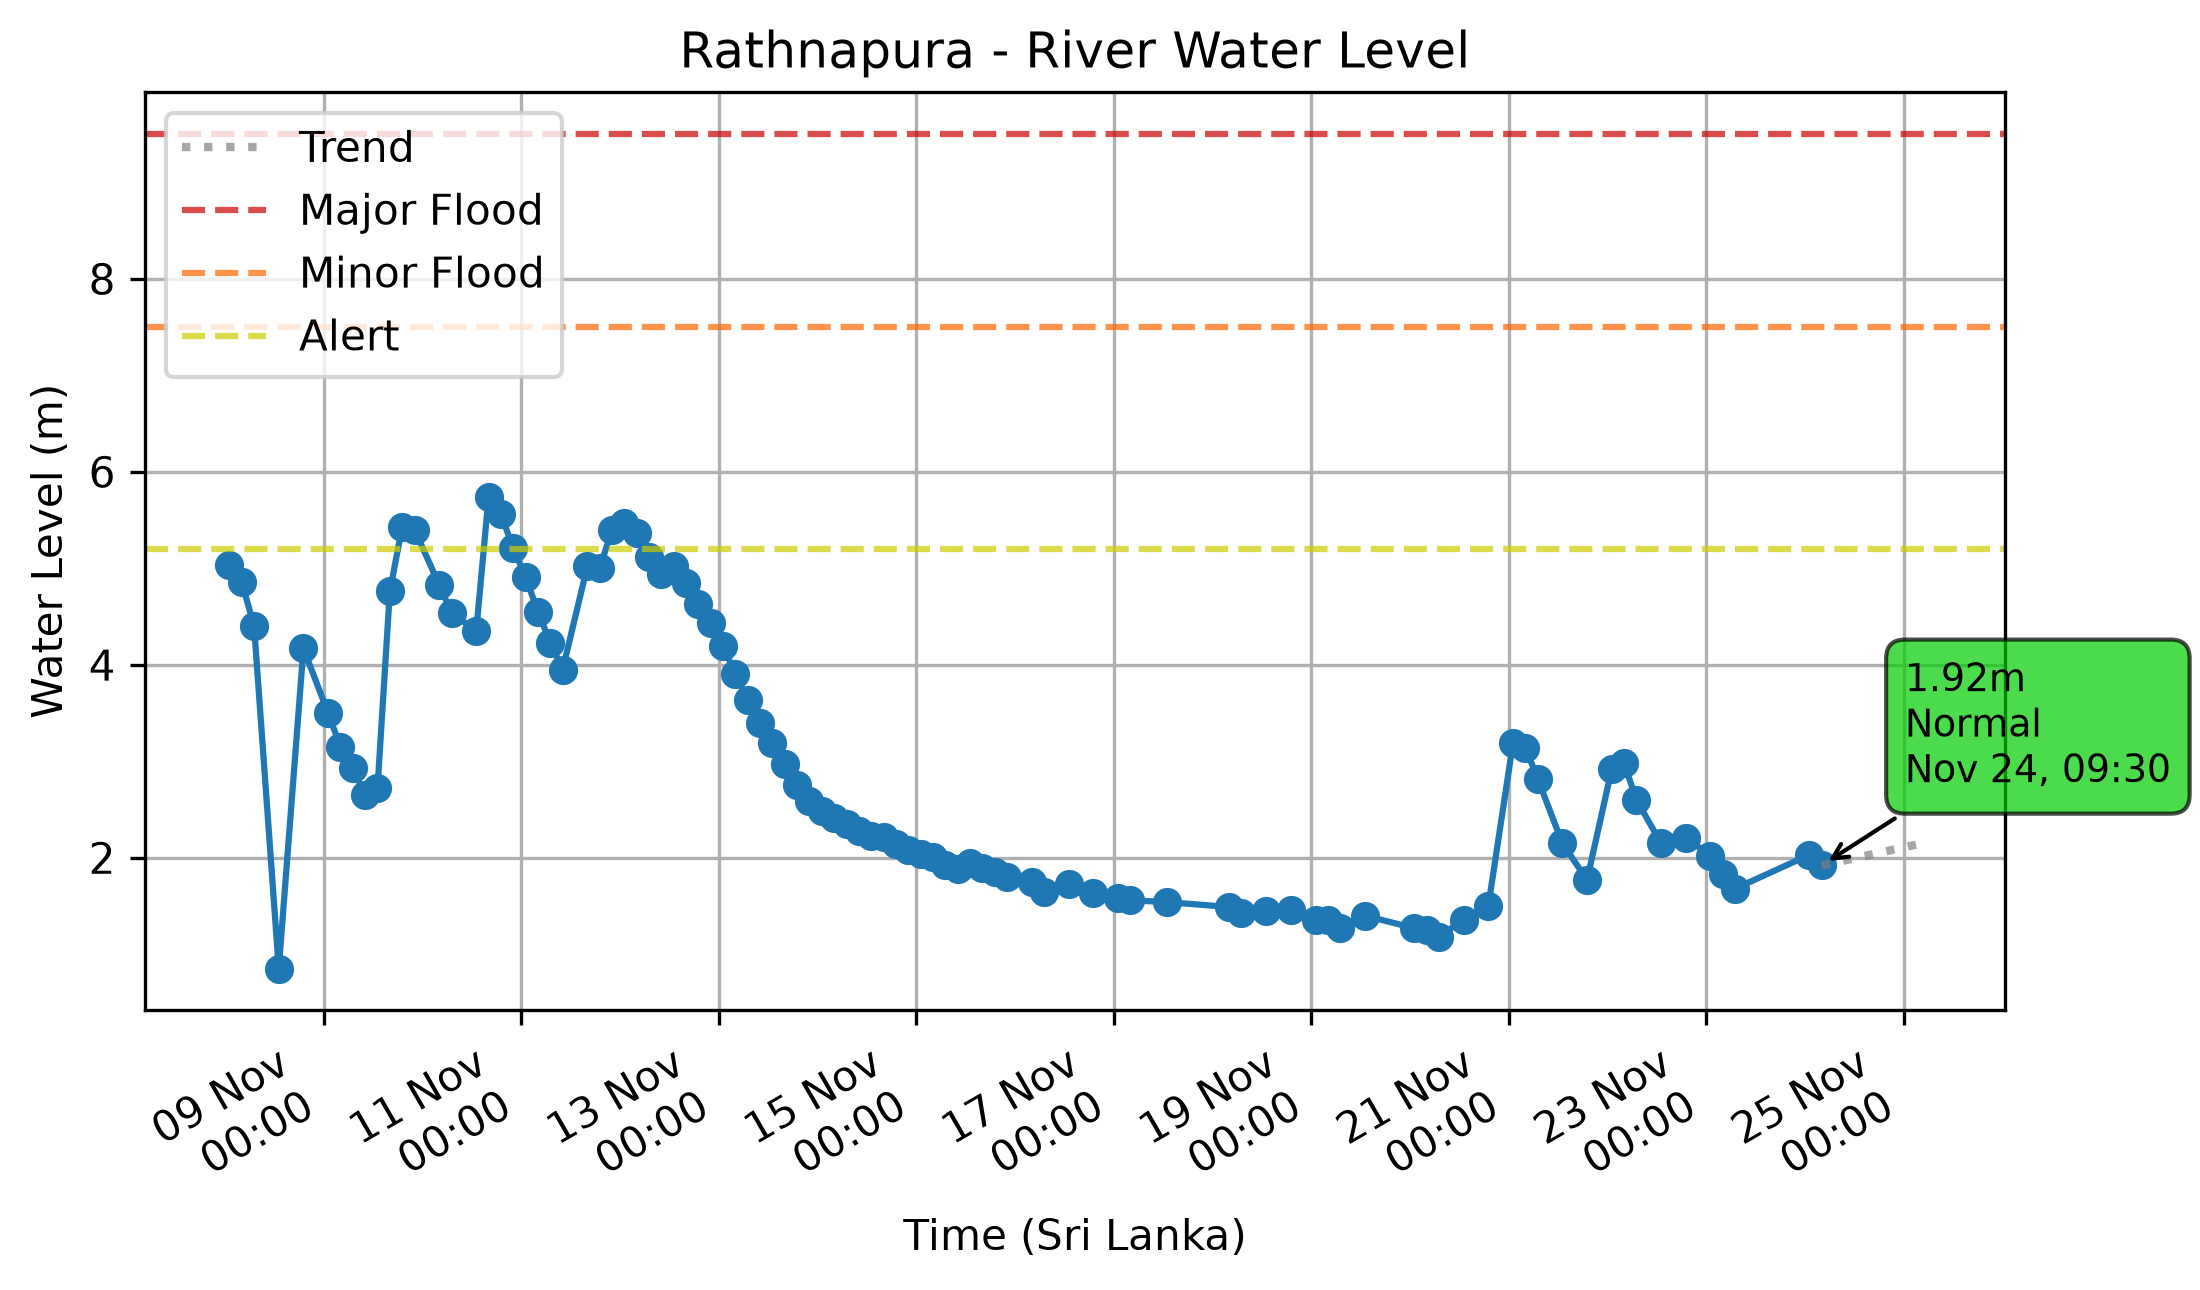 Rathnapura - River Water Level
Trend
Major Flood
Minor Flood
Alert
8
6
4
2
Water Level (m)
1.92m
Normal
Nov 24, 09:30
09 Nov
00:00
11 Nov
00:00
13 Nov
00:00
15 Nov
00:00
17 Nov
00:00
19 Nov
00:00
21 Nov
00:00
23 Nov
00:00
25 Nov
00:00
Time (Sri Lanka)